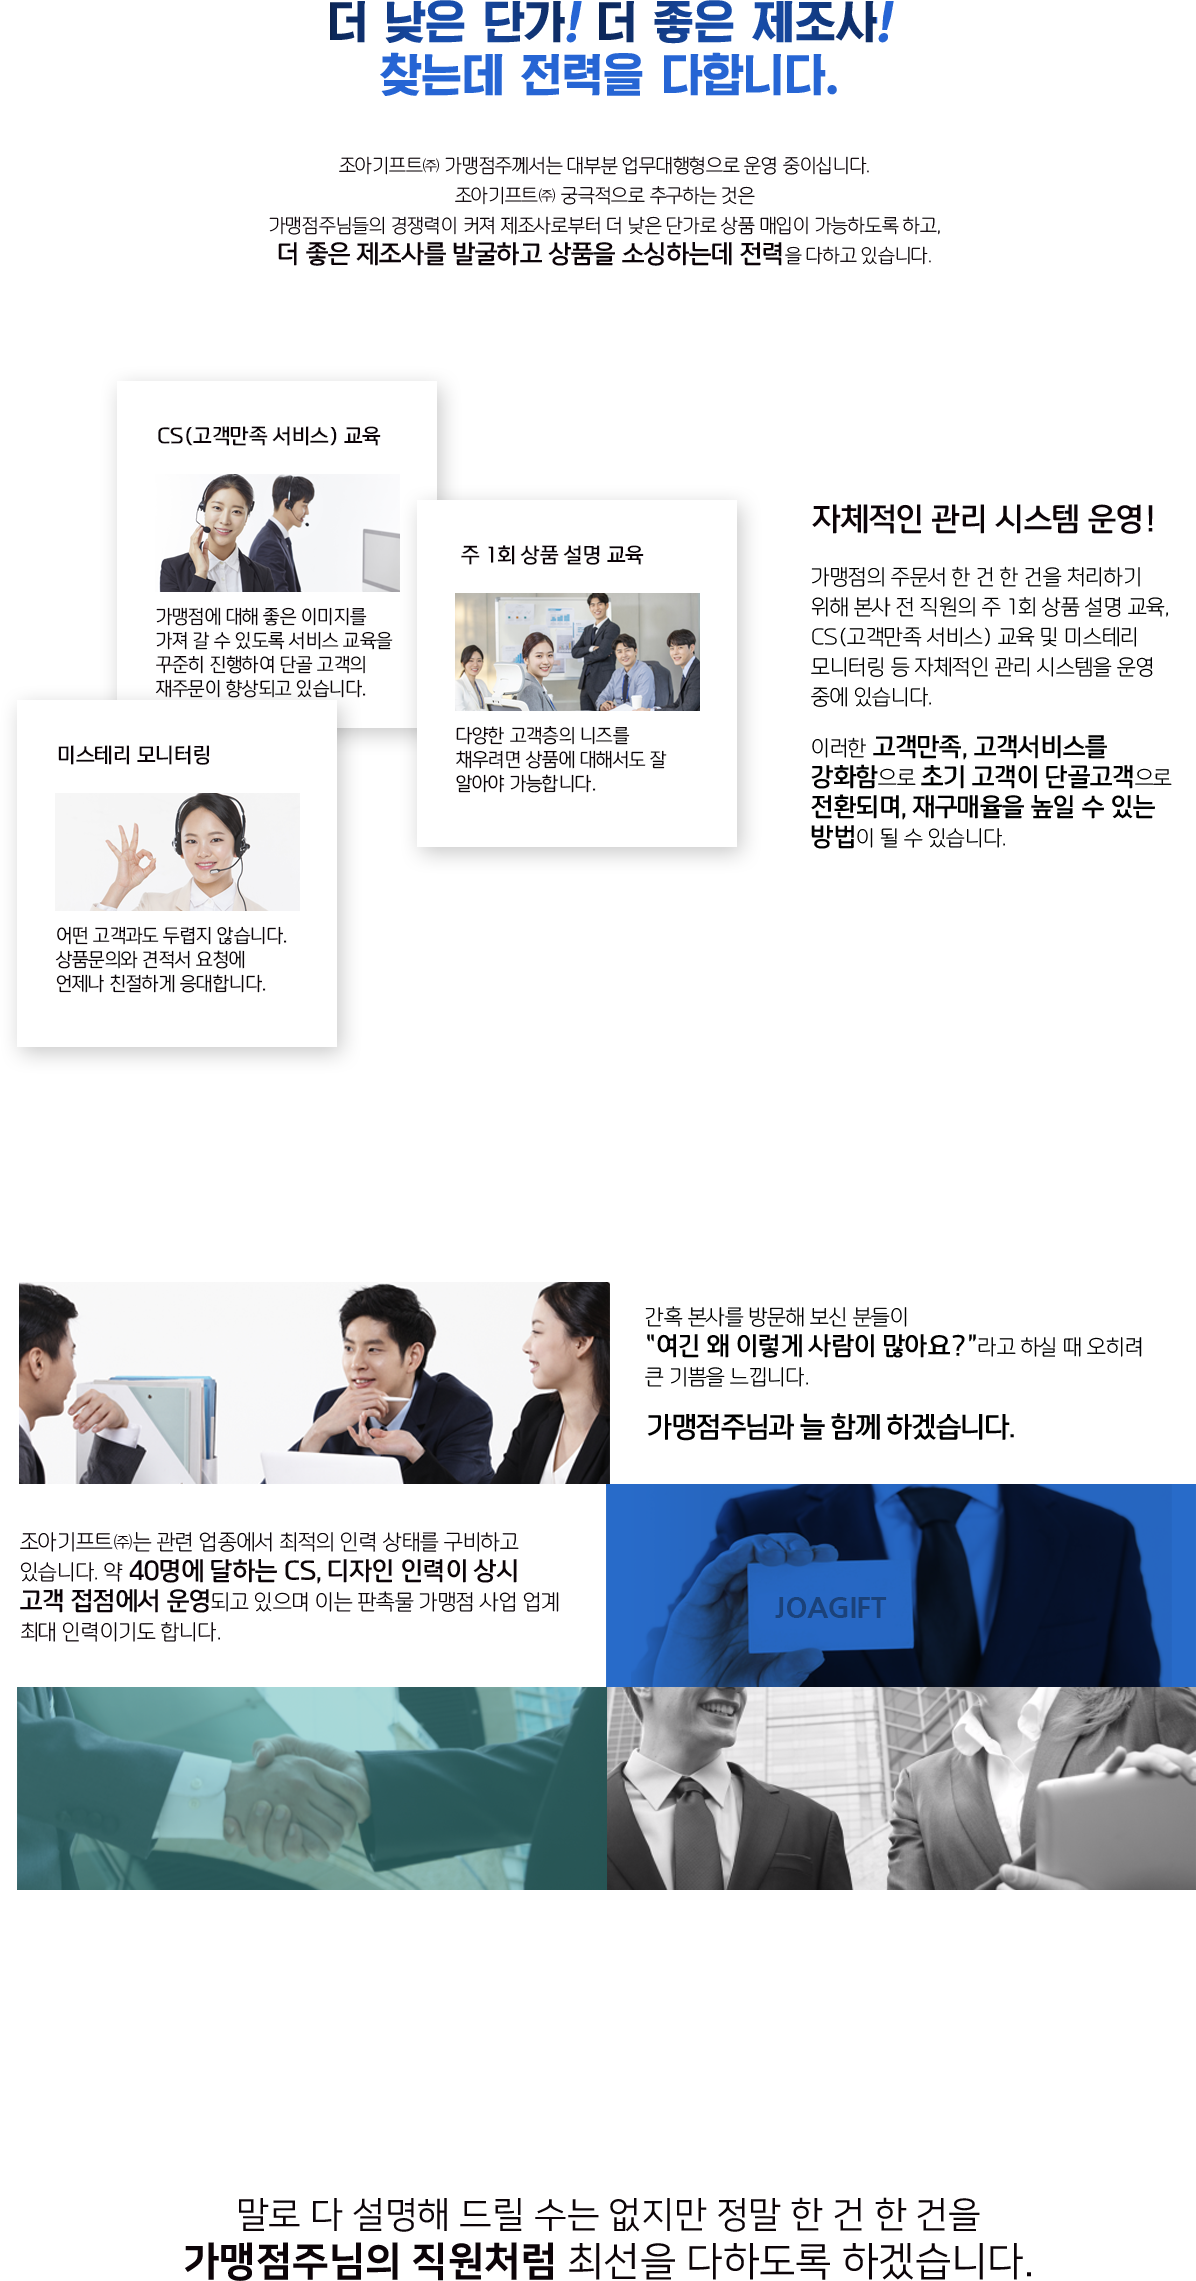 더 낮은 단가! 더 좋은 제조사!
찾는데 전력을 다합니다.
조아기프트㈜ 가맹점주께서는 대부분 업무대행형으로 운영 중이십니다.
조아기프트㈜ 궁극적으로 추구하는 것은
가맹점주님들의 경쟁력이 커져 제조사로부터 더 낮은 단가로 상품 매입이 가능하도록 하고,
더 좋은 제조사를 발굴하고 상품을 소싱하는데 전력을 다하고 있습니다.
CS(고객만족 서비스) 교육
가맹점에 대해 좋은 이미지를
가져 갈 수 있도록 서비스 교육을
꾸준히 진행하여 단골 고객의
재주문이 향상되고 있습니다.
주 1회 상품 설명 교육
다양한 고객층의 니즈를
채우려면 상품에 대해서도 잘
알아야 가능합니다.
미스테리 모니터링
어떤 고객과도 두렵지 않습니다.
상품문의와 견적서 요청에
언제나 친절하게 응대합니다.
자체적인 관리 시스템 운영!
가맹점의 주문서 한 건 한 건을 처리하기
위해 본사 전 직원의 주 1회 상품 설명 교육,
CS(고객만족 서비스) 교육 및 미스테리
모니터링 등 자체적인 관리 시스템을 운영
중에 있습니다.
이러한 고객만족, 고객서비스를
강화함으로 초기 고객이 단골고객으로
전환되며, 재구매율을 높일 수 있는
방법이 될 수 있습니다.
간혹 본사를 방문해 보신 분들이
"여긴 왜 이렇게 사람이 많아요?"라고 하실 때 오히려
큰 기쁨을 느낍니다.
가맹점주님과 늘 함께 하겠습니다.
조아기프트㈜는 관련 업종에서 최적의 인력 상태를 구비하고
있습니다. 약 40명에 달하는 CS, 디자인 인력이 상시
고객 접점에서 운영되고 있으며 이는 판촉물 가맹점 사업 업계
최대 인력이기도 합니다.
JOAGIFT
말로 다 설명해 드릴 수는 없지만 정말 한 건 한 건을
가맹점주님의 직원처럼 최선을 다하도록 하겠습니다.